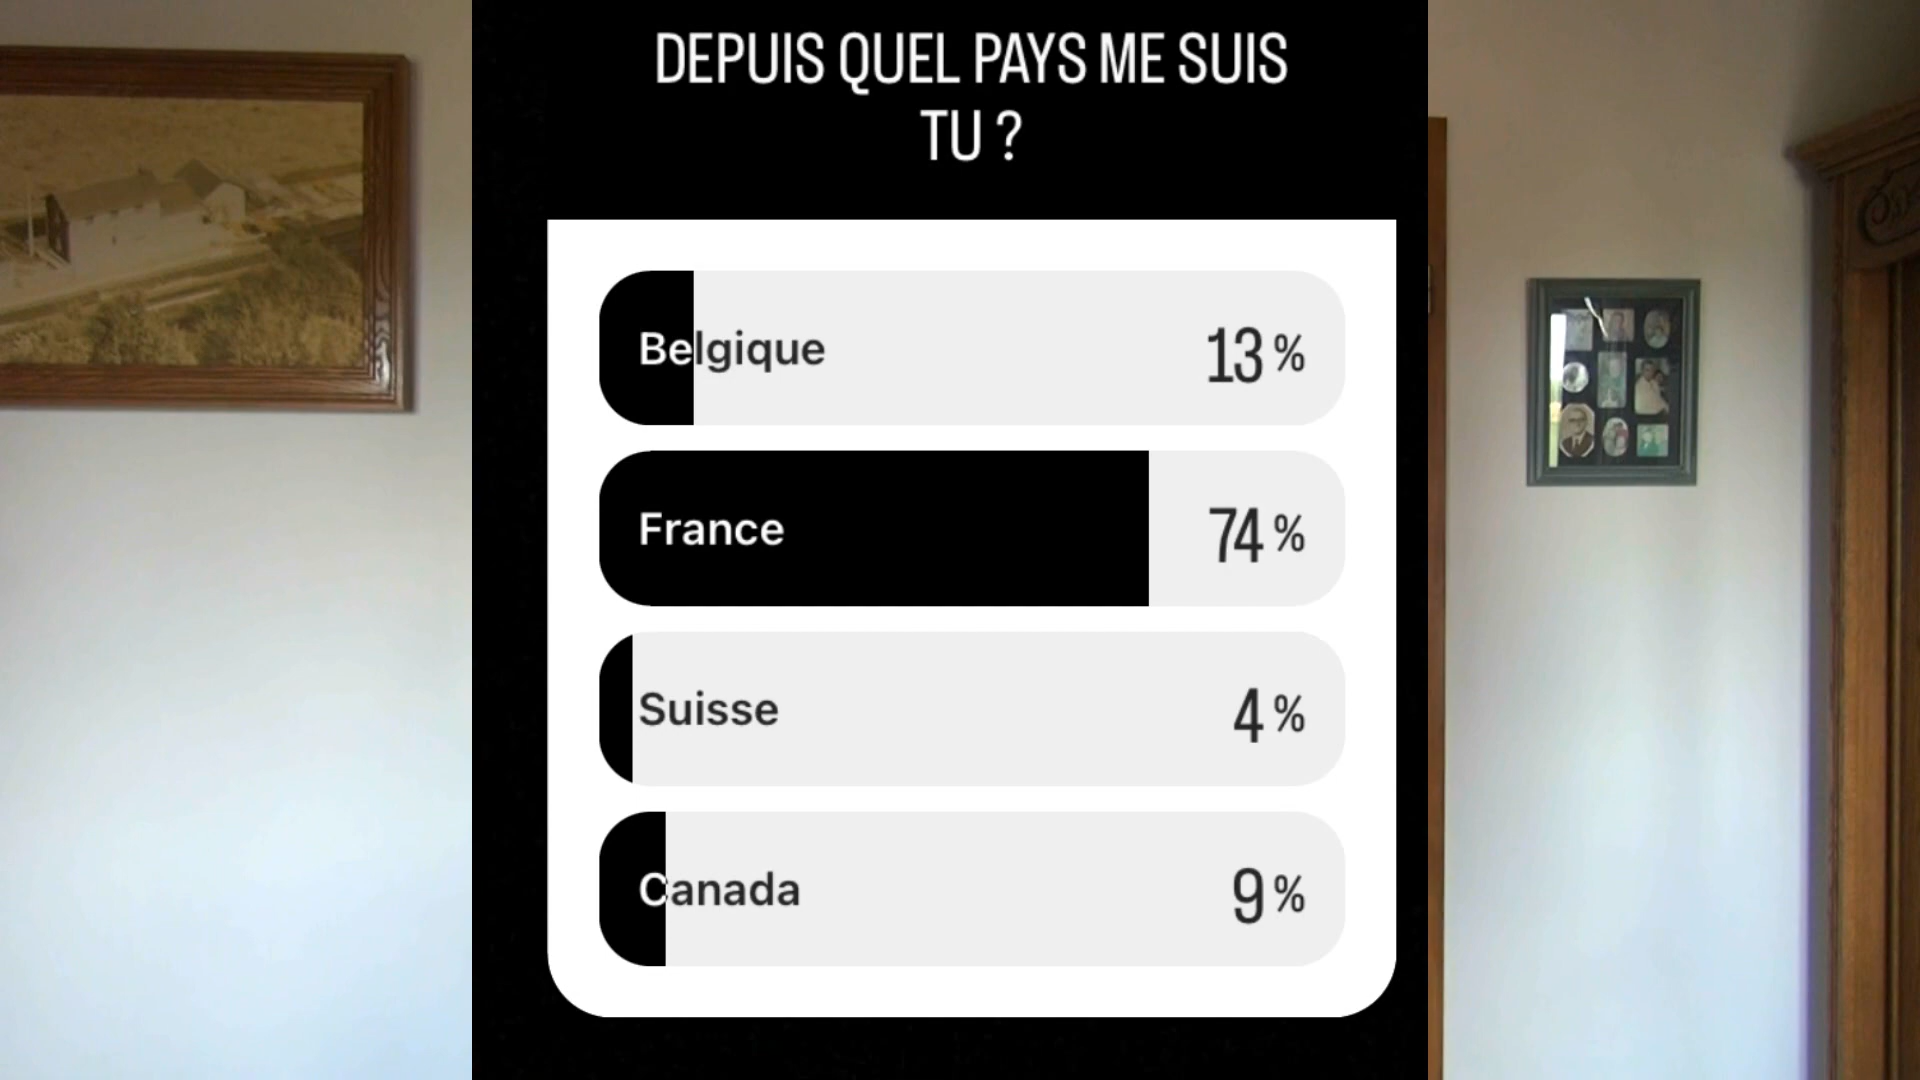 DEPUIS QUEL PAYS ME SUIS
TU ?
Belgique 13 %
France 74 %
Suisse 4 %
Canada 9 %